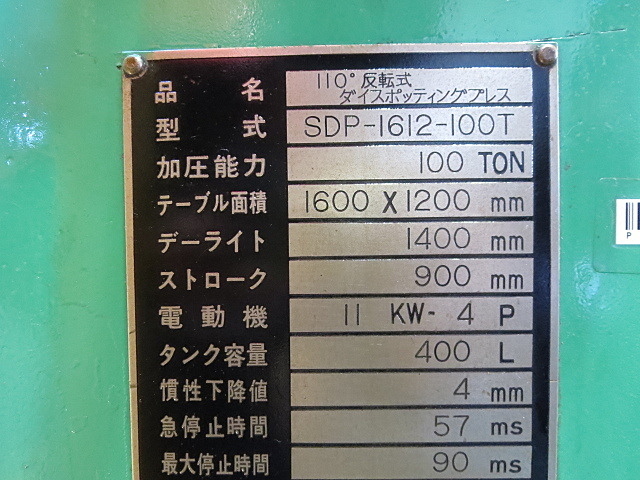 品名 110°反転式
ダイスポッティングプレス
型式 SDP-1612-100T
加圧能力 100 TON
テーブル面積 1600 X 1200 mm
デーライト 1400 mm
ストローク 900 mm
電動機 11 KW- 4 P
タンク容量 400 L
慣性下降値 4 mm
急停止時間 57 ms
最大停止時間 90 ms
P